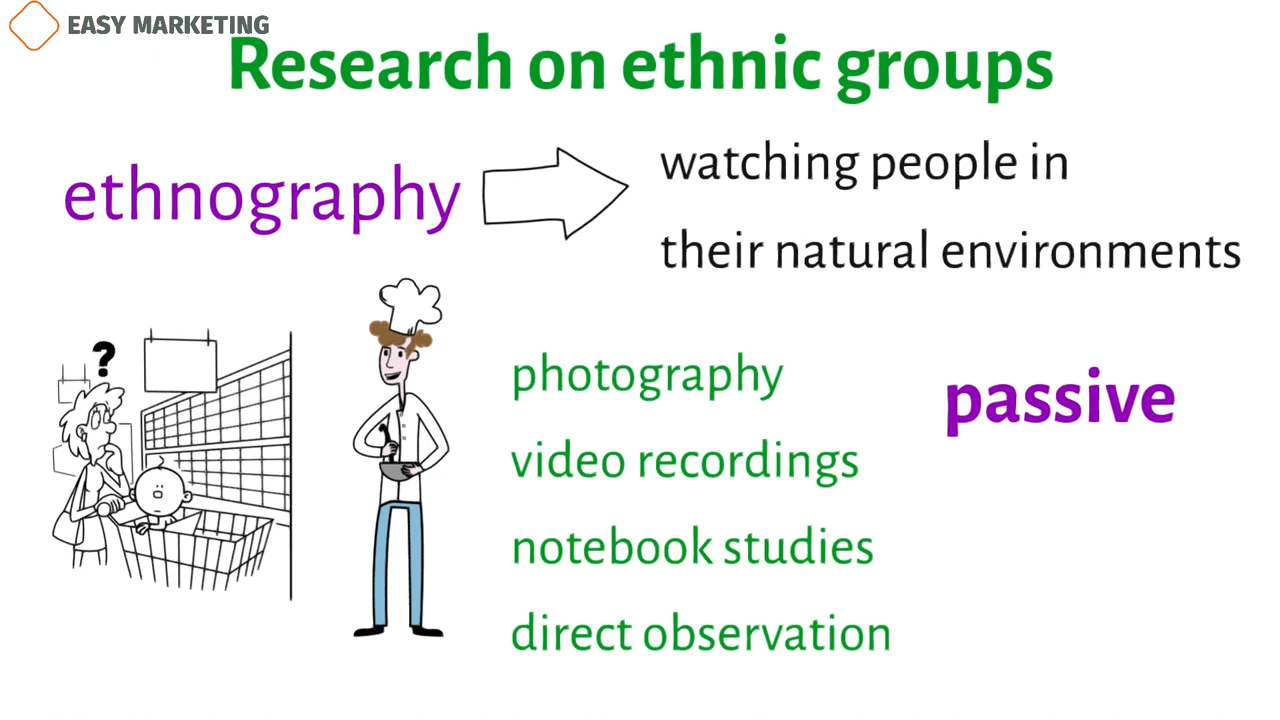 EASY MARKETING
Research on ethnic groups
ethnography
watching people in
their natural environments
?
photography
passive
video recordings
notebook studies
direct observation